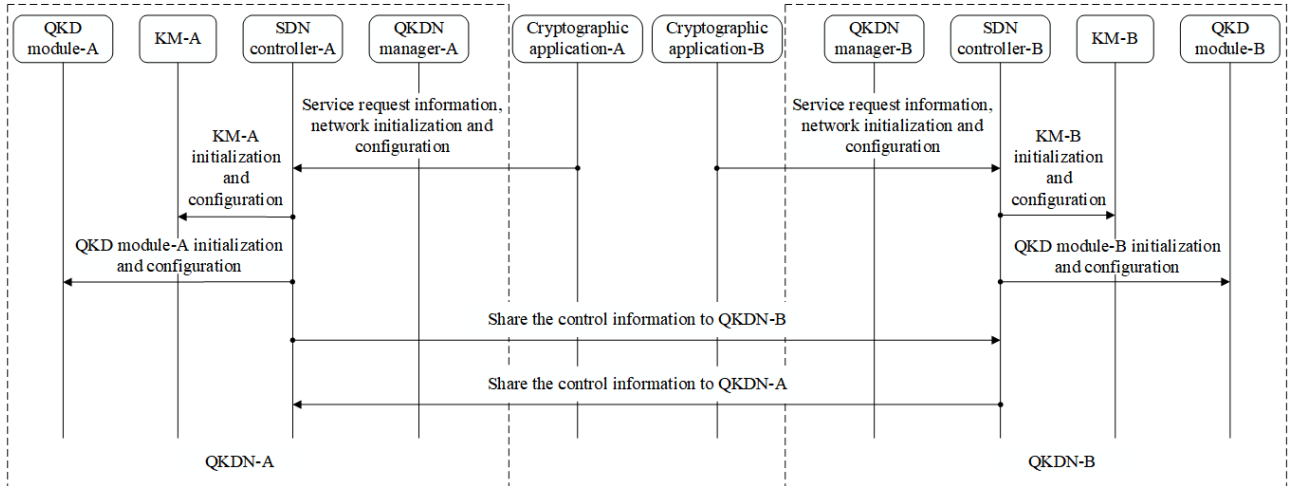 QKD
module-A
KM-A
SDN
controller-A
QKDN
manager-A
Cryptographic
application-A
Cryptographic
application-B
QKDN
manager-B
SDN
controller-B
KM-B
QKD
module-B
Service request information,
network initialization and
configuration
Service request information,
network initialization and
configuration
KM-A
initialization
and
configuration
KM-B
initialization
and
configuration
QKD module-A initialization
and configuration
QKD module-B initialization
and configuration
Share the control information to QKDN-B
Share the control information to QKDN-A
QKDN-A
QKDN-B